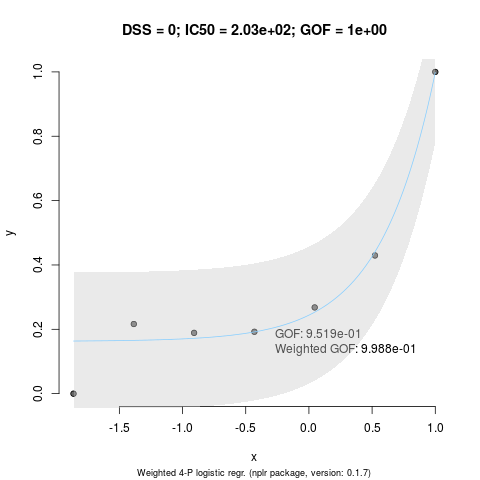 DSS = 0; IC50 = 2.03e+02; GOF = 1e+00
1.0
0.8
0.6
y
0.4
0.2
0.0
GOF: 9.519e-01
Weighted GOF: 9.988e-01
-1.5 -1.0 -0.5 0.0 0.5 1.0
x
Weighted 4-P logistic regr. (nplr package, version: 0.1.7)